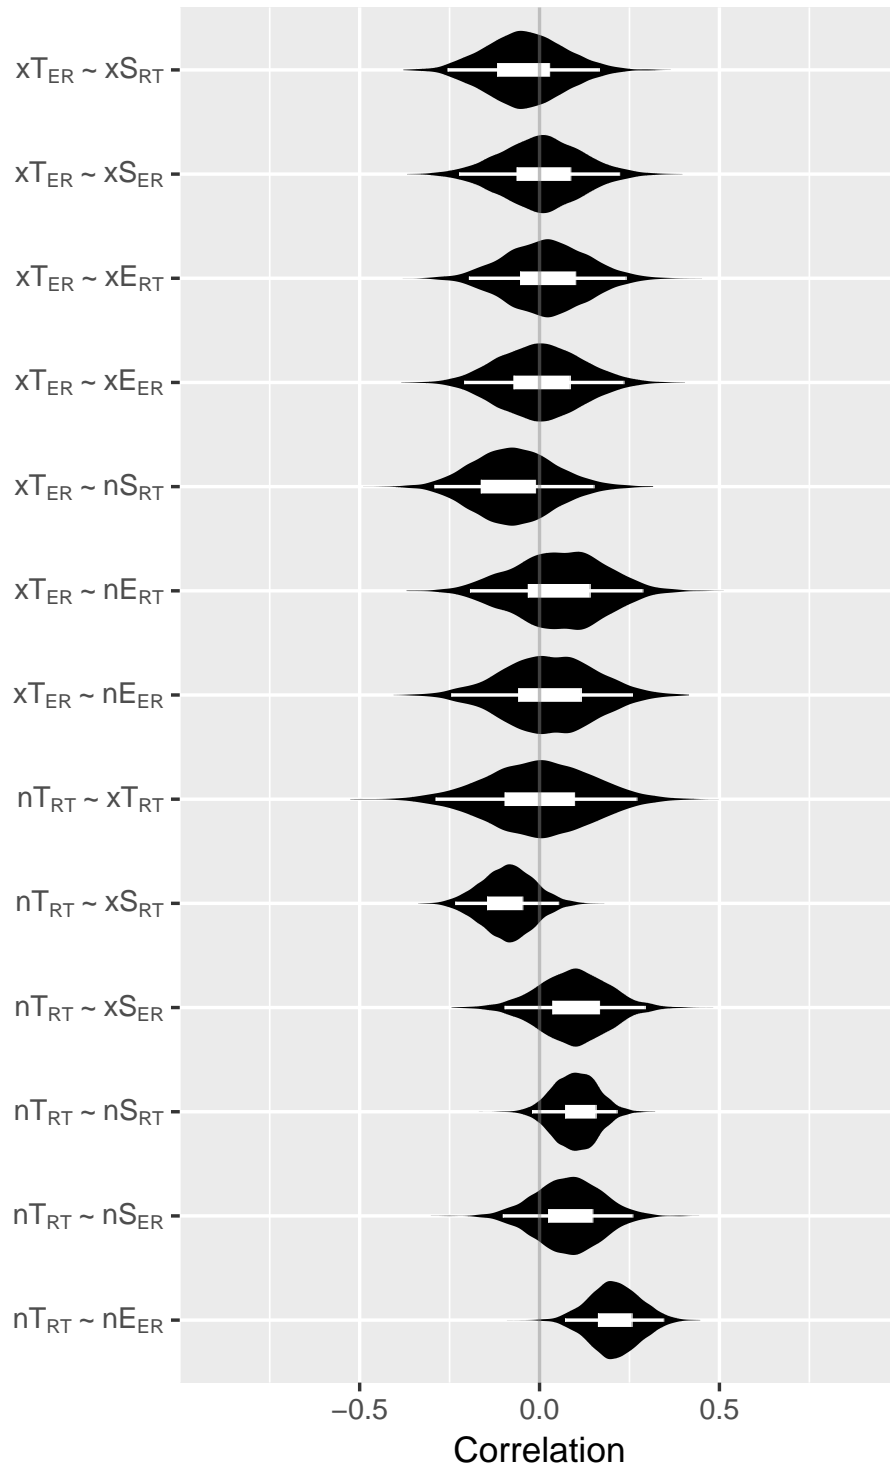 xT_ER ~ xS_RT
xT_ER ~ xS_ER
xT_ER ~ xE_RT
xT_ER ~ xE_ER
xT_ER ~ nS_RT
xT_ER ~ nE_RT
xT_ER ~ nE_ER
nT_RT ~ xT_RT
nT_RT ~ xS_RT
nT_RT ~ xS_ER
nT_RT ~ nS_RT
nT_RT ~ nS_ER
nT_RT ~ nE_ER
−0.5 0.0 0.5
Correlation